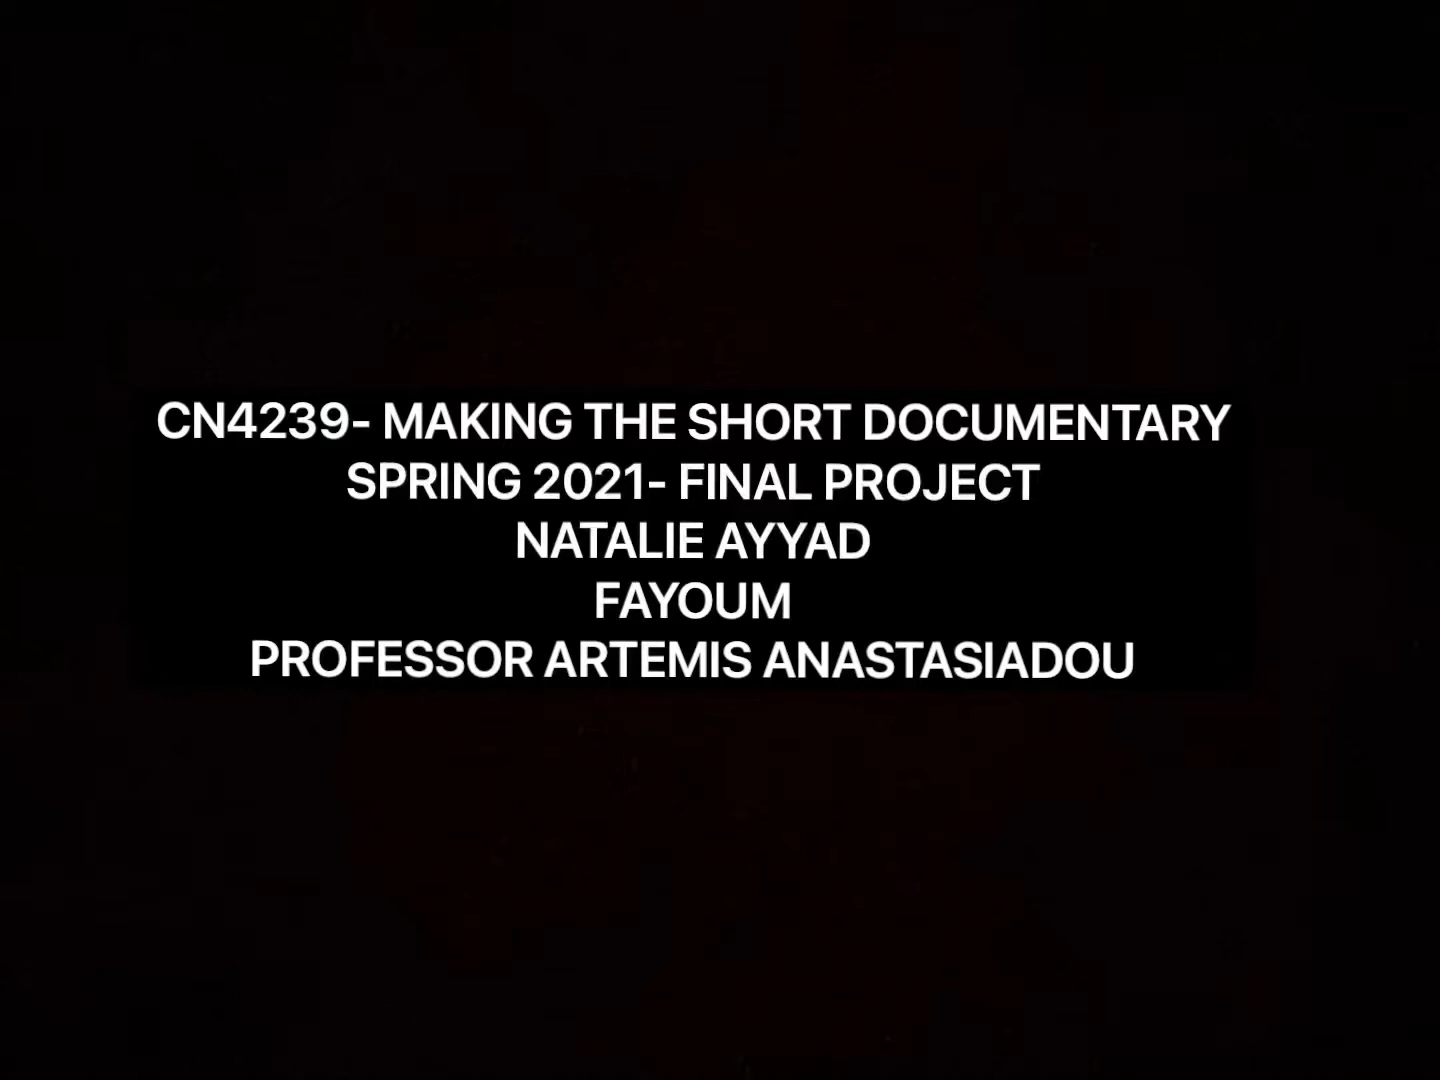 CN4239- MAKING THE SHORT DOCUMENTARY
SPRING 2021- FINAL PROJECT
NATALIE AYYAD
FAYOUM
PROFESSOR ARTEMIS ANASTASIADOU